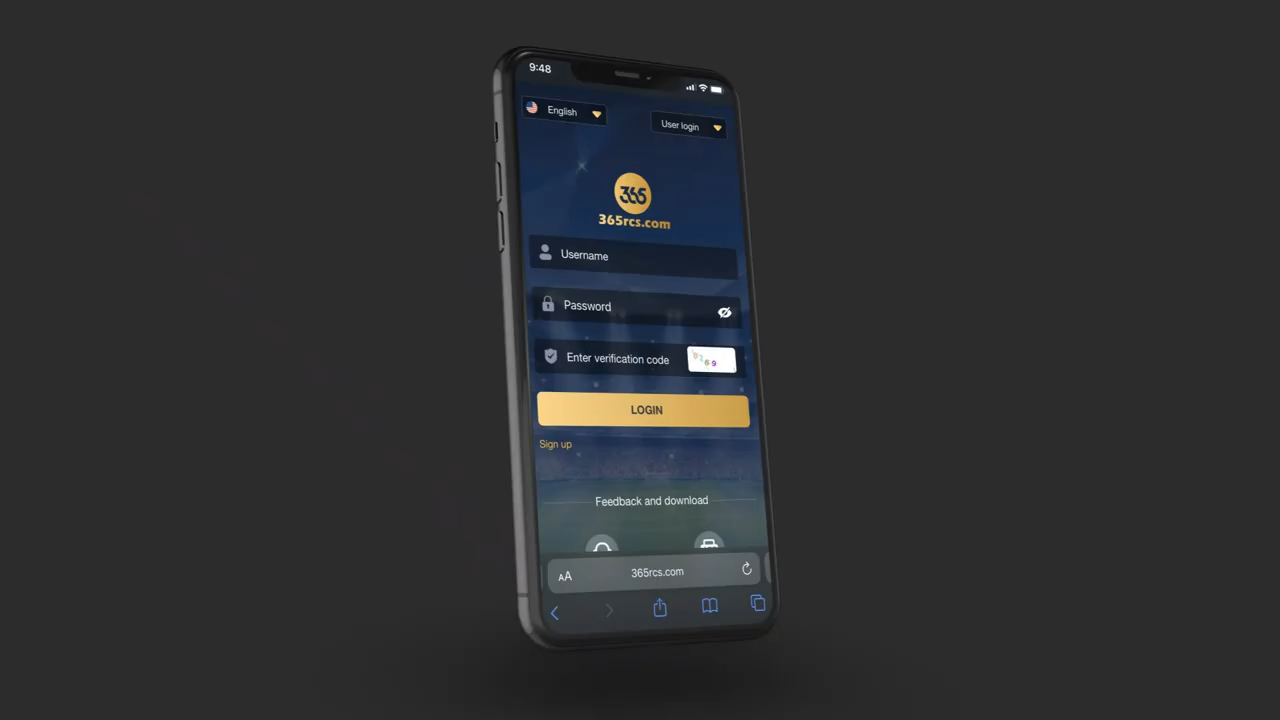 9:48
English
User login
365
365rcs.com
Username
Password
Enter verification code
LOGIN
Sign up
Feedback and download
AA
365rcs.com